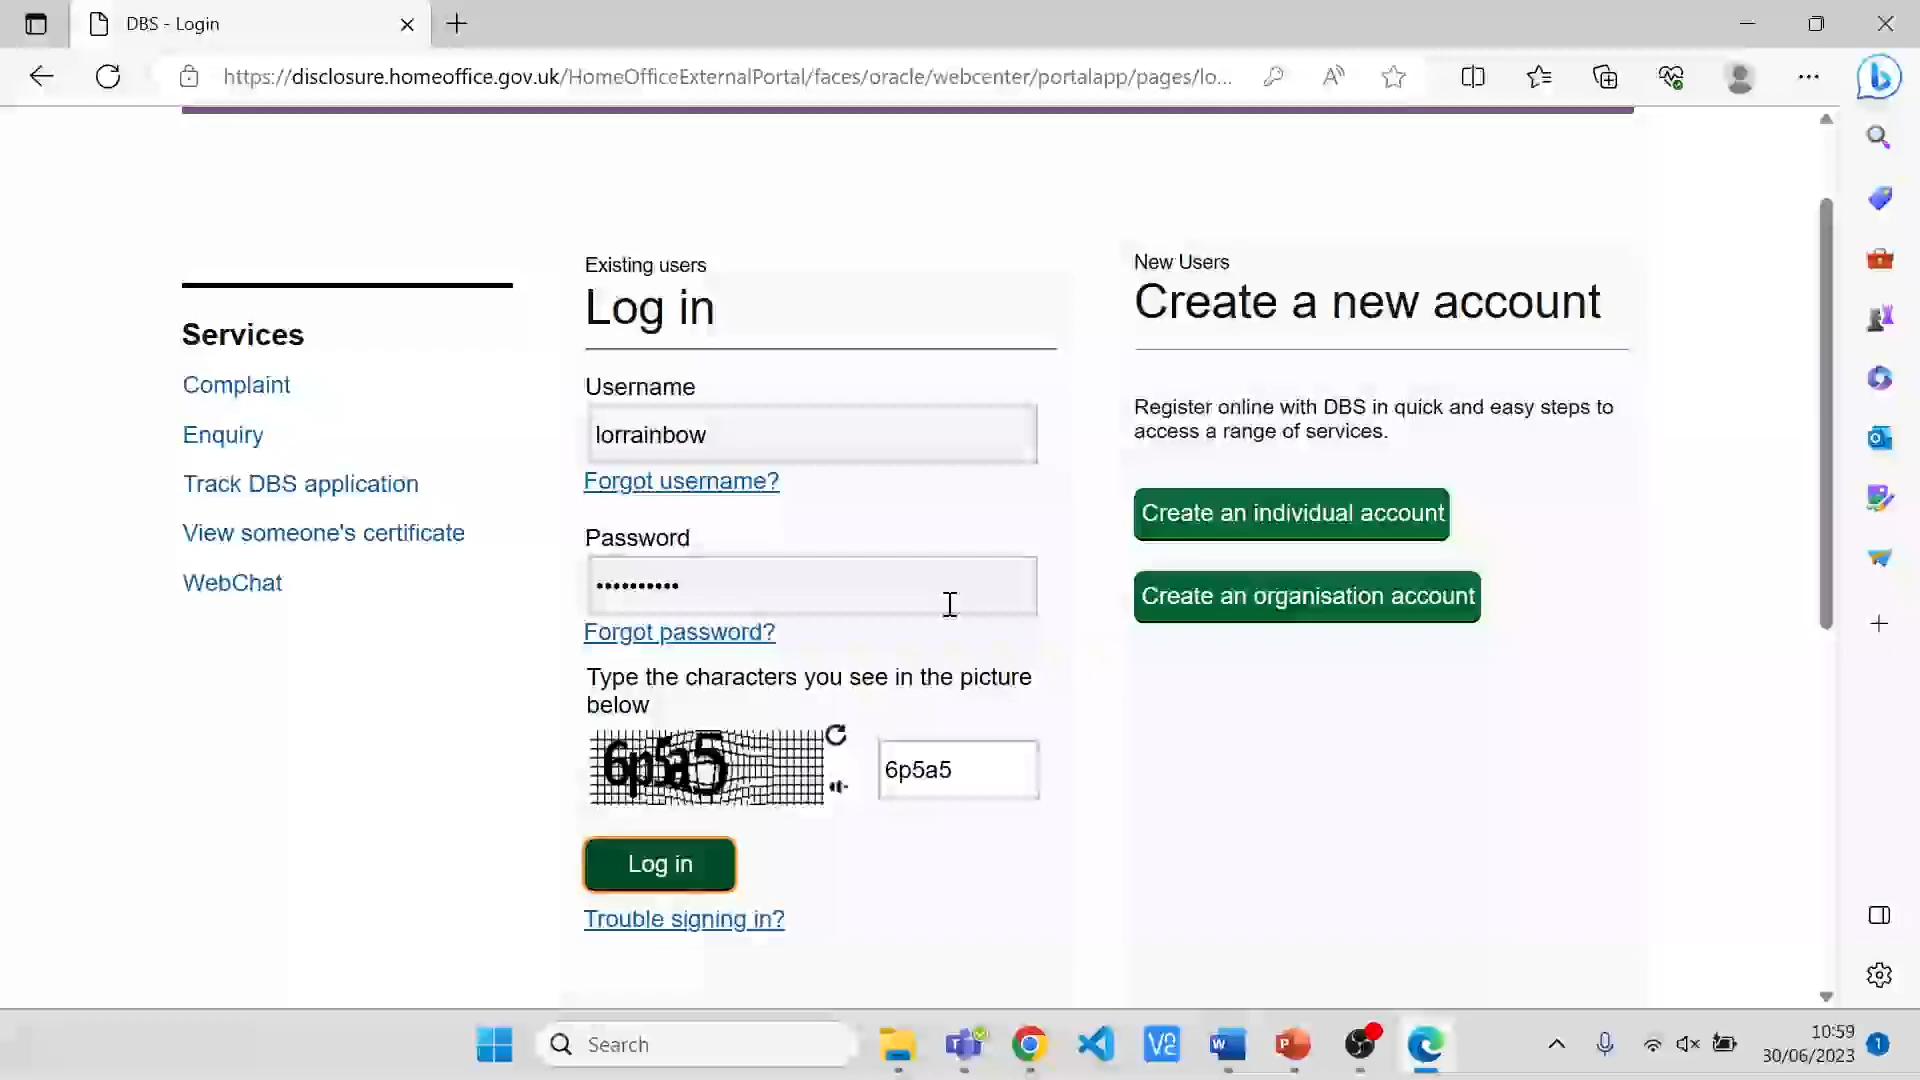 DBS - Login
https://disclosure.homeoffice.gov.uk/HomeOfficeExternalPortal/faces/oracle/webcenter/portalapp/pages/lo...
Services
Complaint
Enquiry
Track DBS application
View someone's certificate
WebChat
Existing users
Log in
Username
lorrainbow
Forgot username?
Password
••••••••••
Forgot password?
Type the characters you see in the picture
below
6p5a5
6p5a5
Log in
Trouble signing in?
New Users
Create a new account
Register online with DBS in quick and easy steps to
access a range of services.
Create an individual account
Create an organisation account
Search
10:59
30/06/2023
1